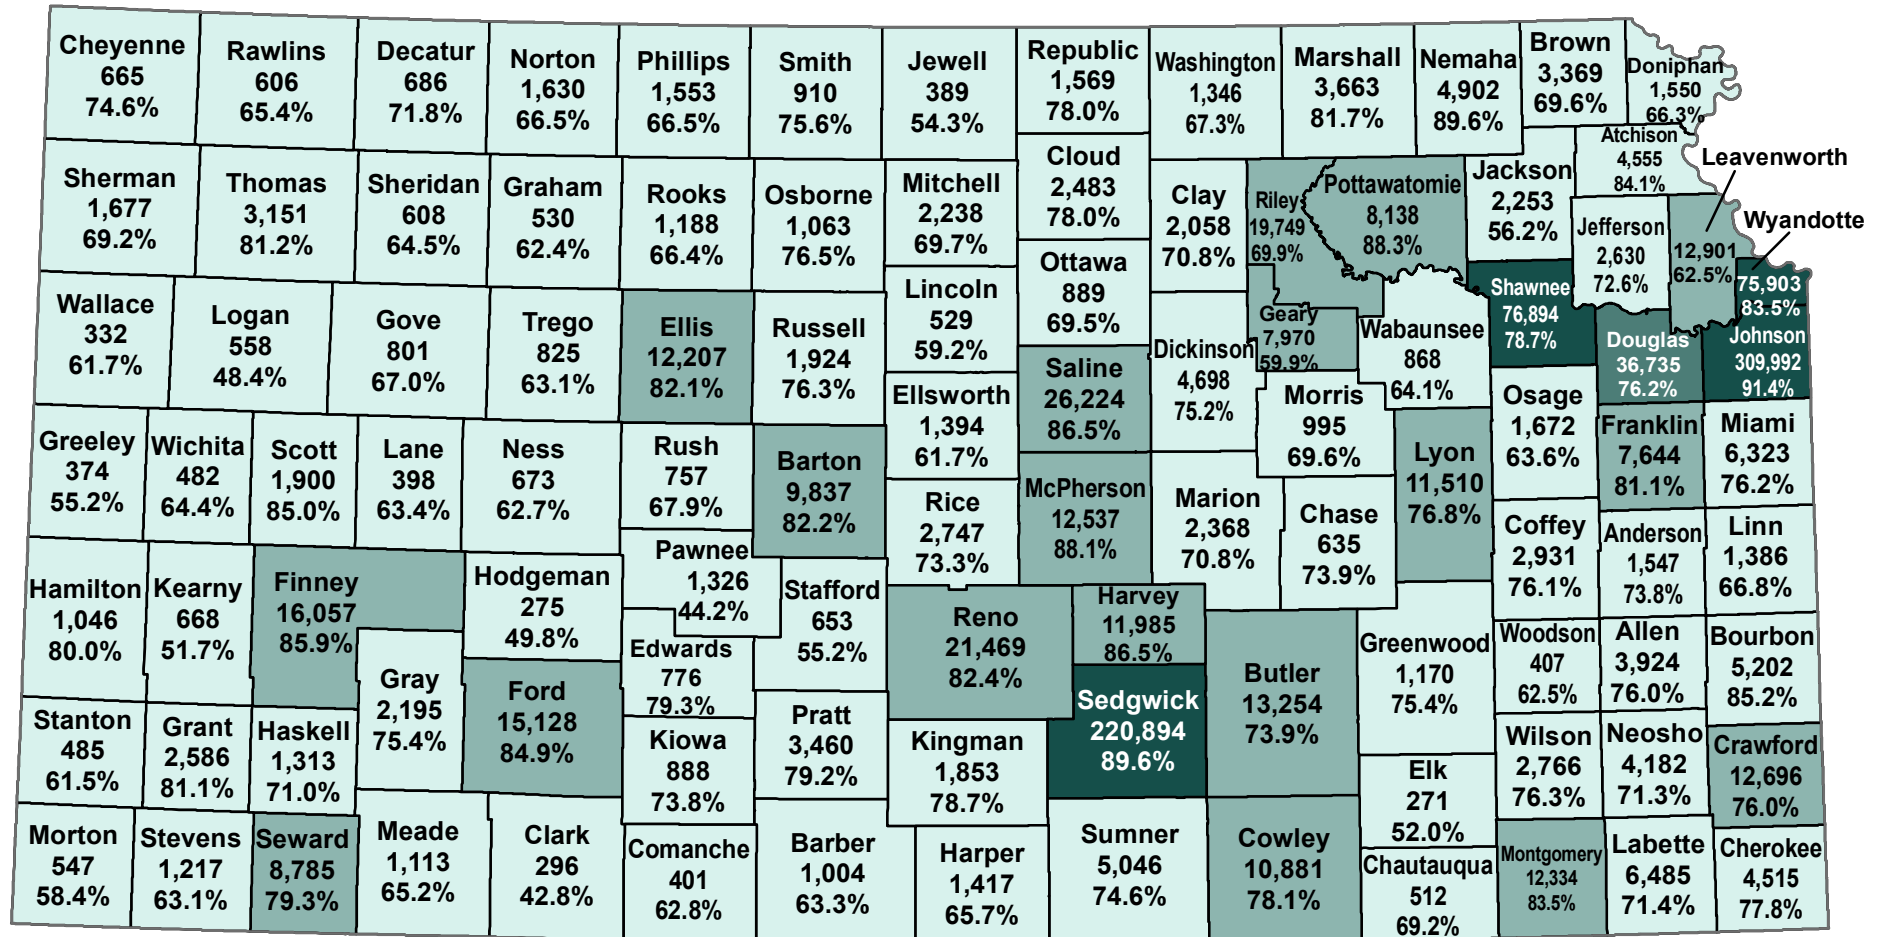 Cheyenne
665
74.6%
Rawlins
606
65.4%
Decatur
686
71.8%
Norton
1,630
66.5%
Phillips
1,553
66.5%
Smith
910
75.6%
Jewell
389
54.3%
Republic
1,569
78.0%
Washington
1,346
67.3%
Marshall
3,663
81.7%
Nemaha
4,902
89.6%
Brown
3,369
69.6%
Doniphan
1,550
66.3%
Sherman
1,677
69.2%
Thomas
3,151
81.2%
Sheridan
608
64.5%
Graham
530
62.4%
Rooks
1,188
66.4%
Osborne
1,063
76.5%
Mitchell
2,238
69.7%
Cloud
2,483
78.0%
Clay
2,058
70.8%
Riley
19,749
69.9%
Pottawatomie
8,138
88.3%
Jackson
2,253
56.2%
Atchison
4,555
84.1%
Leavenworth
12,901
62.5%
Jefferson
2,630
72.6%
Wyandotte
75,903
83.5%
Wallace
332
61.7%
Logan
558
48.4%
Gove
801
67.0%
Trego
825
63.1%
Ellis
12,207
82.1%
Russell
1,924
76.3%
Lincoln
529
59.2%
Ottawa
889
69.5%
Saline
26,224
86.5%
Dickinson
4,698
75.2%
Geary
7,970
59.9%
Wabaunsee
868
64.1%
Shawnee
76,894
78.7%
Douglas
36,735
76.2%
Johnson
309,992
91.4%
Greeley
374
55.2%
Wichita
482
64.4%
Scott
1,900
85.0%
Lane
398
63.4%
Ness
673
62.7%
Rush
757
67.9%
Barton
9,837
82.2%
Ellsworth
1,394
61.7%
Rice
2,747
73.3%
McPherson
12,537
88.1%
Marion
2,368
70.8%
Morris
995
69.6%
Chase
635
73.9%
Lyon
11,510
76.8%
Osage
1,672
63.6%
Franklin
7,644
81.1%
Miami
6,323
76.2%
Coffey
2,931
76.1%
Anderson
1,547
73.8%
Linn
1,386
66.8%
Hamilton
1,046
80.0%
Kearny
668
51.7%
Finney
16,057
85.9%
Hodgeman
275
49.8%
Pawnee
1,326
44.2%
Stafford
653
55.2%
Edwards
776
79.3%
Gray
2,195
75.4%
Ford
15,128
84.9%
Reno
21,469
82.4%
Harvey
11,985
86.5%
Sedgwick
220,894
89.6%
Butler
13,254
73.9%
Greenwood
1,170
75.4%
Woodson
407
62.5%
Allen
3,924
76.0%
Bourbon
5,202
85.2%
Stanton
485
61.5%
Grant
2,586
81.1%
Haskell
1,313
71.0%
Kiowa
888
73.8%
Pratt
3,460
79.2%
Kingman
1,853
78.7%
Elk
271
52.0%
Wilson
2,766
76.3%
Neosho
4,182
71.3%
Crawford
12,696
76.0%
Morton
547
58.4%
Stevens
1,217
63.1%
Seward
8,785
79.3%
Meade
1,113
65.2%
Clark
296
42.8%
Comanche
401
62.8%
Barber
1,004
63.3%
Harper
1,417
65.7%
Sumner
5,046
74.6%
Cowley
10,881
78.1%
Chautauqua
512
69.2%
Montgomery
12,334
83.5%
Labette
6,485
71.4%
Cherokee
4,515
77.8%